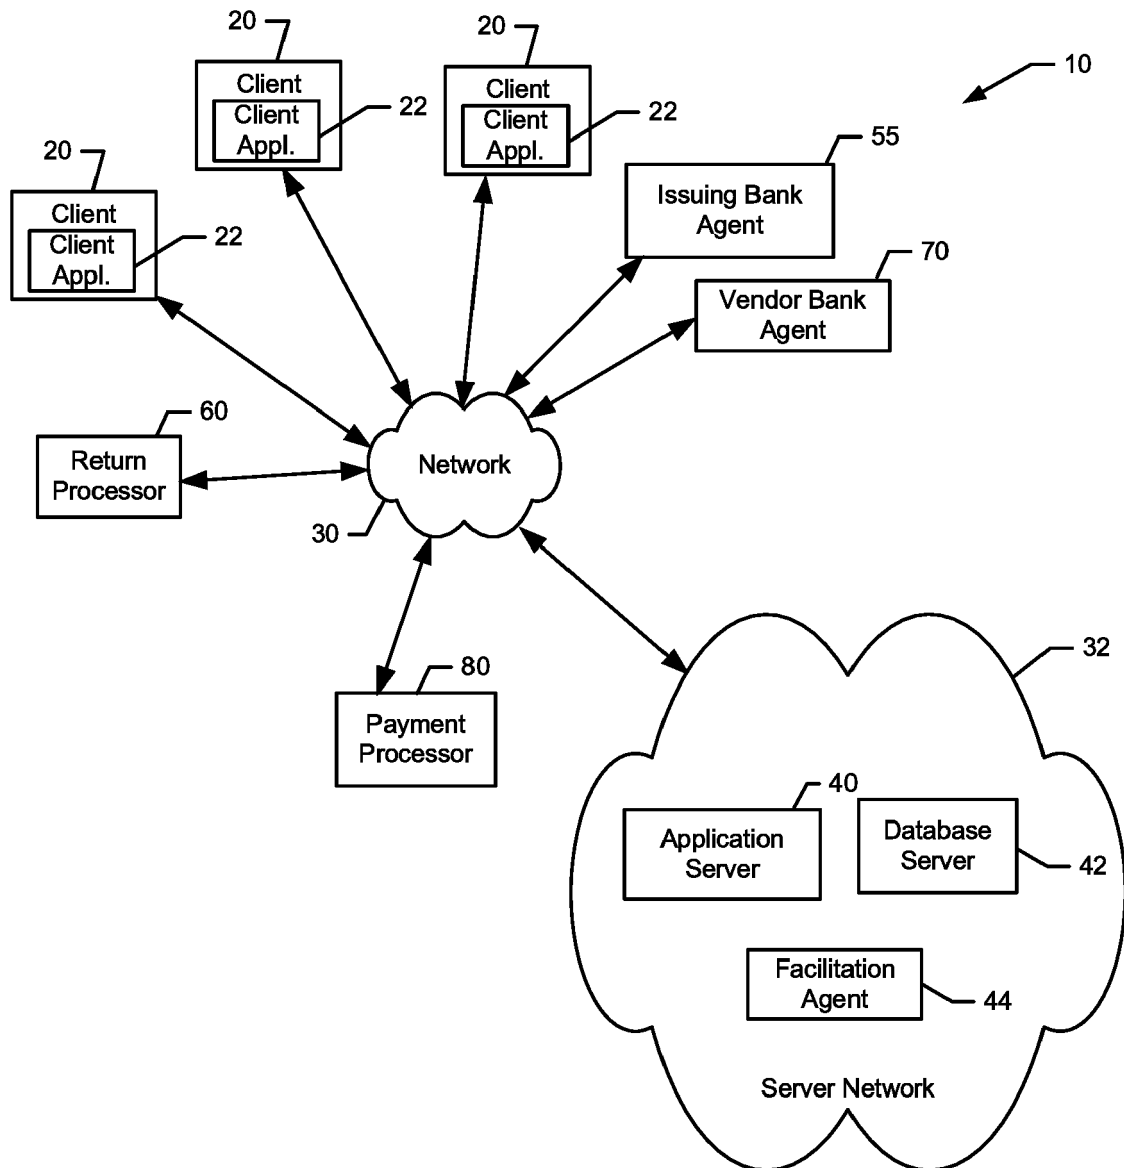 20
Client
Client
Appl.
22
20
Client
Client
Appl.
22
10
20
Client
Client
Appl.
22
55
Issuing Bank
Agent
70
Vendor Bank
Agent
60
Return
Processor
Network
30
80
Payment
Processor
32
40
Application
Server
Database
Server
42
Facilitation
Agent
44
Server Network